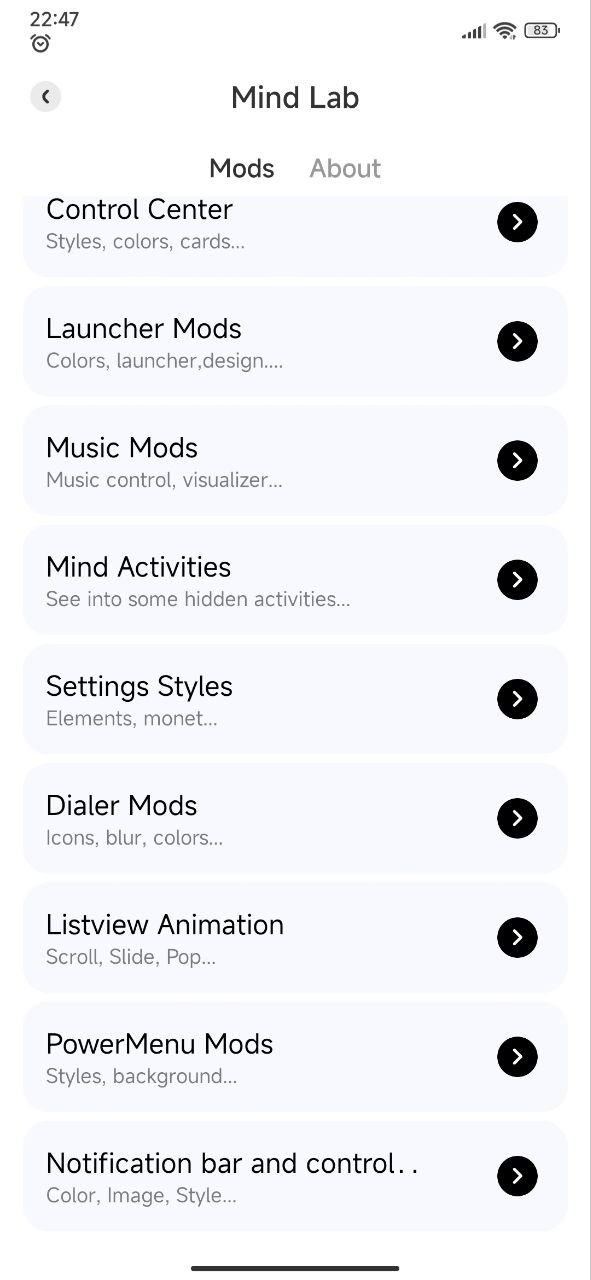 22:47
83
Mind Lab
Mods About
Control Center
Styles, colors, cards...
Launcher Mods
Colors, launcher,design....
Music Mods
Music control, visualizer...
Mind Activities
See into some hidden activities...
Settings Styles
Elements, monet...
Dialer Mods
Icons, blur, colors...
Listview Animation
Scroll, Slide, Pop...
PowerMenu Mods
Styles, background...
Notification bar and control. .
Color, Image, Style...